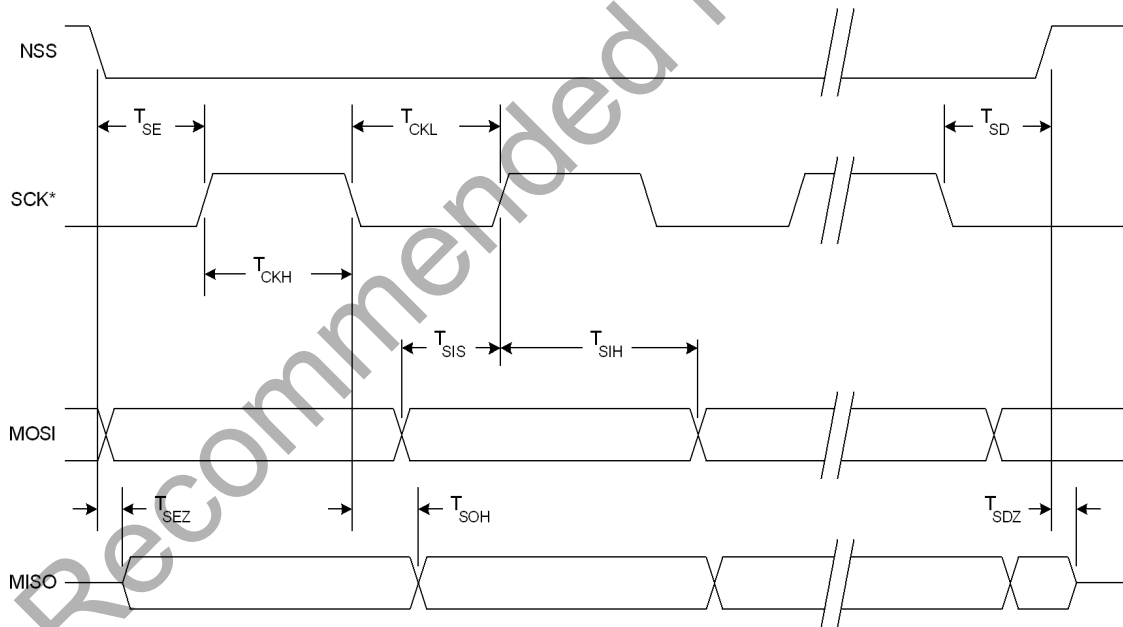 NSS
T SE
T CKL
T SD
SCK*
T CKH
T SIS
T SIH
MOSI
T SEZ
T SOH
T SDZ
MISO
Recommended